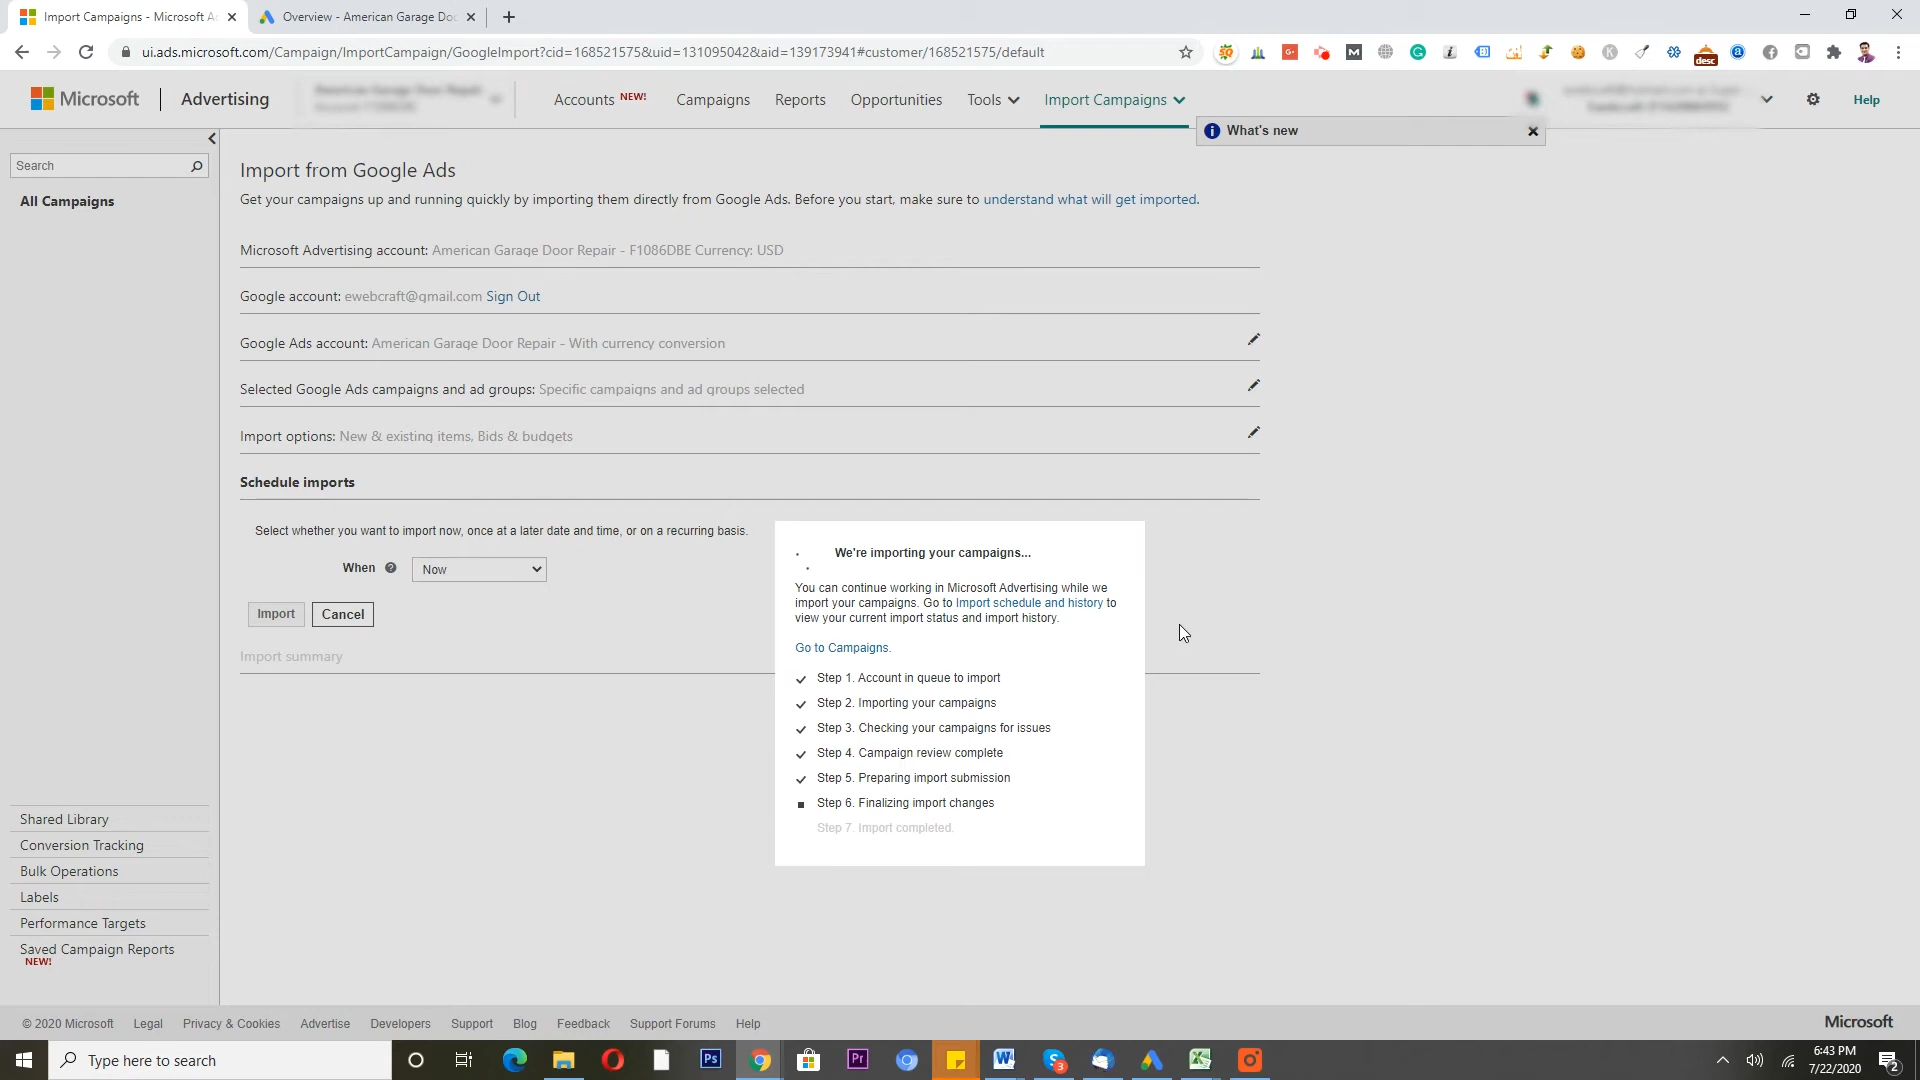 Import Campaigns - Microsoft Ad
Overview - American Garage Doo
ui.ads.microsoft.com/Campaign/ImportCampaign/GoogleImport?cid=168521575&uid=131095042&aid=139173941#customer/168521575/default
desc
Microsoft
Advertising
Accounts NEW!
Campaigns
Reports
Opportunities
Tools
Import Campaigns
Help
What's new
Search
All Campaigns
Import from Google Ads
Get your campaigns up and running quickly by importing them directly from Google Ads. Before you start, make sure to understand what will get imported.
Microsoft Advertising account: American Garage Door Repair - F1086DBE Currency: USD
Google account: ewebcraft@gmail.com Sign Out
Google Ads account: American Garage Door Repair - With currency conversion
Selected Google Ads campaigns and ad groups: Specific campaigns and ad groups selected
Import options: New & existing items, Bids & budgets
Schedule imports
Select whether you want to import now, once at a later date and time, or on a recurring basis.
When
Now
Import
Cancel
Import summary
We're importing your campaigns...
You can continue working in Microsoft Advertising while we
import your campaigns. Go to Import schedule and history to
view your current import status and import history.
Go to Campaigns.
Step 1. Account in queue to import
Step 2. Importing your campaigns
Step 3. Checking your campaigns for issues
Step 4. Campaign review complete
Step 5. Preparing import submission
Step 6. Finalizing import changes
Step 7. Import completed.
Shared Library
Conversion Tracking
Bulk Operations
Labels
Performance Targets
Saved Campaign Reports
NEW!
© 2020 Microsoft
Legal
Privacy & Cookies
Advertise
Developers
Support
Blog
Feedback
Support Forums
Help
Microsoft
Type here to search
6:43 PM
7/22/2020